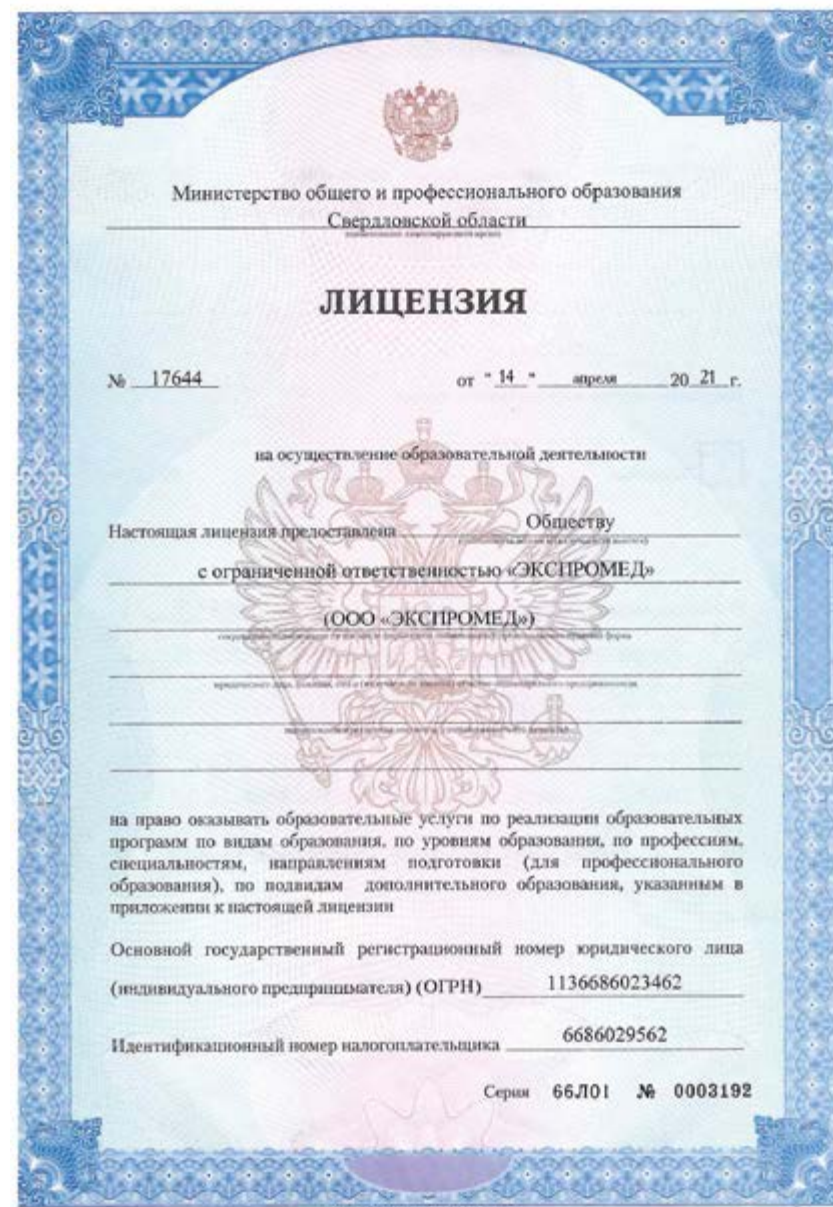 Министерство общего и профессионального образования
Свердловской области
ЛИЦЕНЗИЯ
№ 17644 от "14" апреля 20 21 г.
на осуществление образовательной деятельности
Настоящая лицензия предоставлена Обществу
с ограниченной ответственностью «ЭКСПРОМЕД»
(ООО «ЭКСПРОМЕД»)
на право оказывать образовательные услуги по реализации образовательных
программ по видам образования, по уровням образования, по профессиям,
специальностям, направлениям подготовки (для профессионального
образования), по подвидам дополнительного образования, указанным в
приложении к настоящей лицензии
Основной государственный регистрационный номер юридического лица
(индивидуального предпринимателя) (ОГРН) 1136686023462
Идентификационный номер налогоплательщика 6686029562
Серия 66Л01 № 0003192